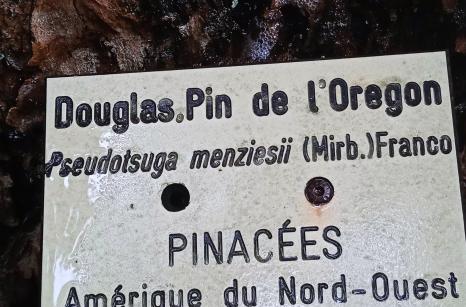 Douglas,Pin de l'Oregon
Pseudotsuga menziesii (Mirb.)Franco
PINACÉES
Amérique du Nord-Ouest